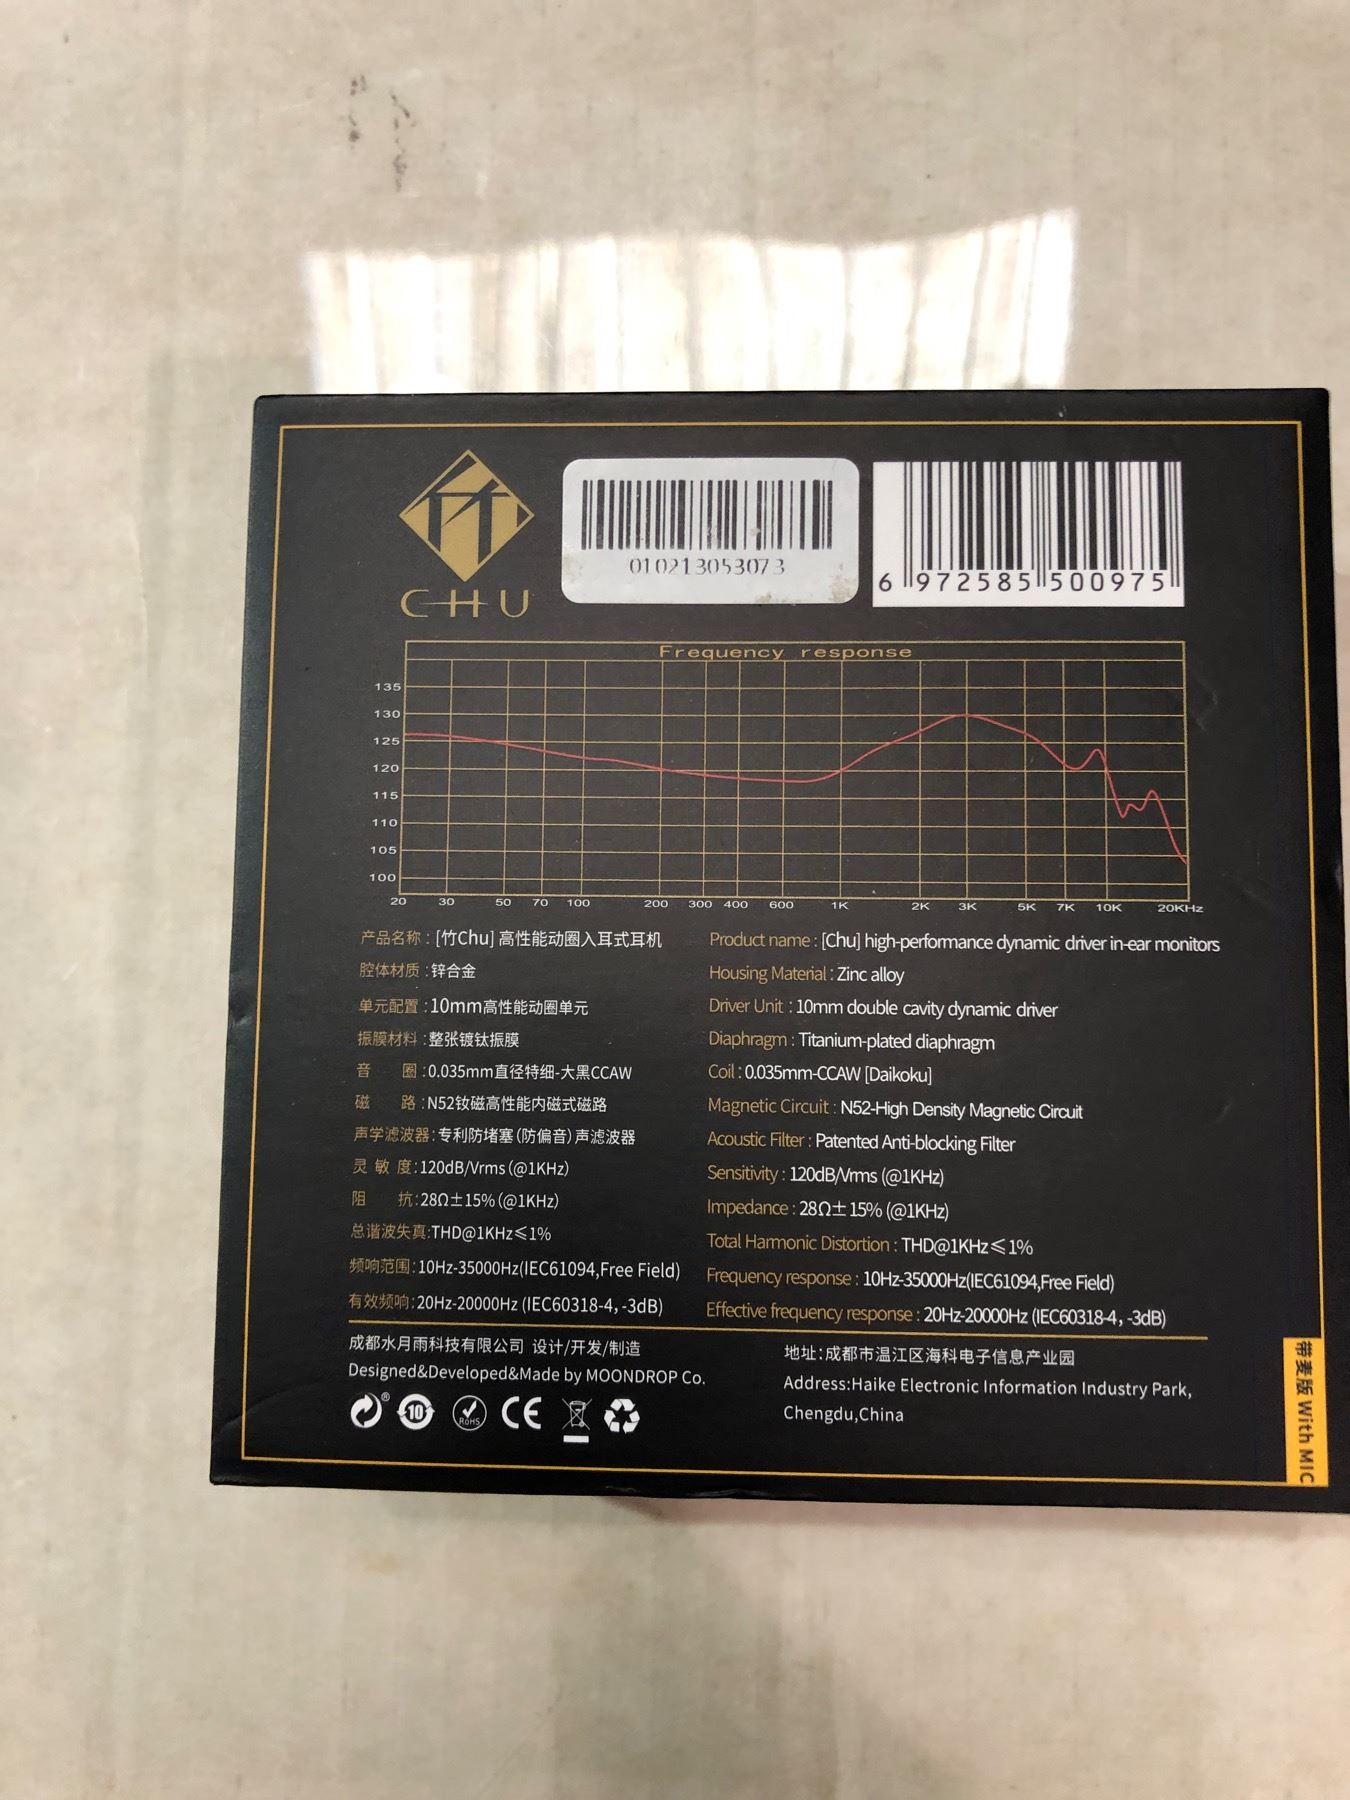 CHU
010213053073
6 972585 500975
Frequency response
135
130
125
120
115
110
105
100
20 30 50 70 100 200 300 400 600 1K 2K 3K 5K 7K 10K 20KHz
产品名称：[竹Chu] 高性能动圈入耳式耳机
腔体材质：锌合金
单元配置：10mm高性能动圈单元
振膜材料：整张镀钛振膜
音 圈：0.035mm直径特细-大黑CCAW
磁 路：N52钕磁高性能内磁式磁路
声学滤波器：专利防堵塞(防偏音)声滤波器
灵 敏 度：120dB/Vrms (@1KHz)
阻 抗：28Ω±15% (@1KHz)
总谐波失真：THD@1KHz≤1%
频响范围：10Hz-35000Hz(IEC61094,Free Field)
有效频响：20Hz-20000Hz (IEC60318-4, -3dB)
Product name : [Chu] high-performance dynamic driver in-ear monitors
Housing Material : Zinc alloy
Driver Unit : 10mm double cavity dynamic driver
Diaphragm : Titanium-plated diaphragm
Coil : 0.035mm-CCAW [Daikoku]
Magnetic Circuit : N52-High Density Magnetic Circuit
Acoustic Filter : Patented Anti-blocking Filter
Sensitivity : 120dB/Vrms (@1KHz)
Impedance : 28Ω±15% (@1KHz)
Total Harmonic Distortion : THD@1KHz≤1%
Frequency response : 10Hz-35000Hz(IEC61094,Free Field)
Effective frequency response : 20Hz-20000Hz (IEC60318-4, -3dB)
成都水月雨科技有限公司 设计/开发/制造
Designed&Developed&Made by MOONDROP Co.
® 10 RoHS CE
地址：成都市温江区海科电子信息产业园
Address:Haike Electronic Information Industry Park,
Chengdu,China
带麦版 With MIC